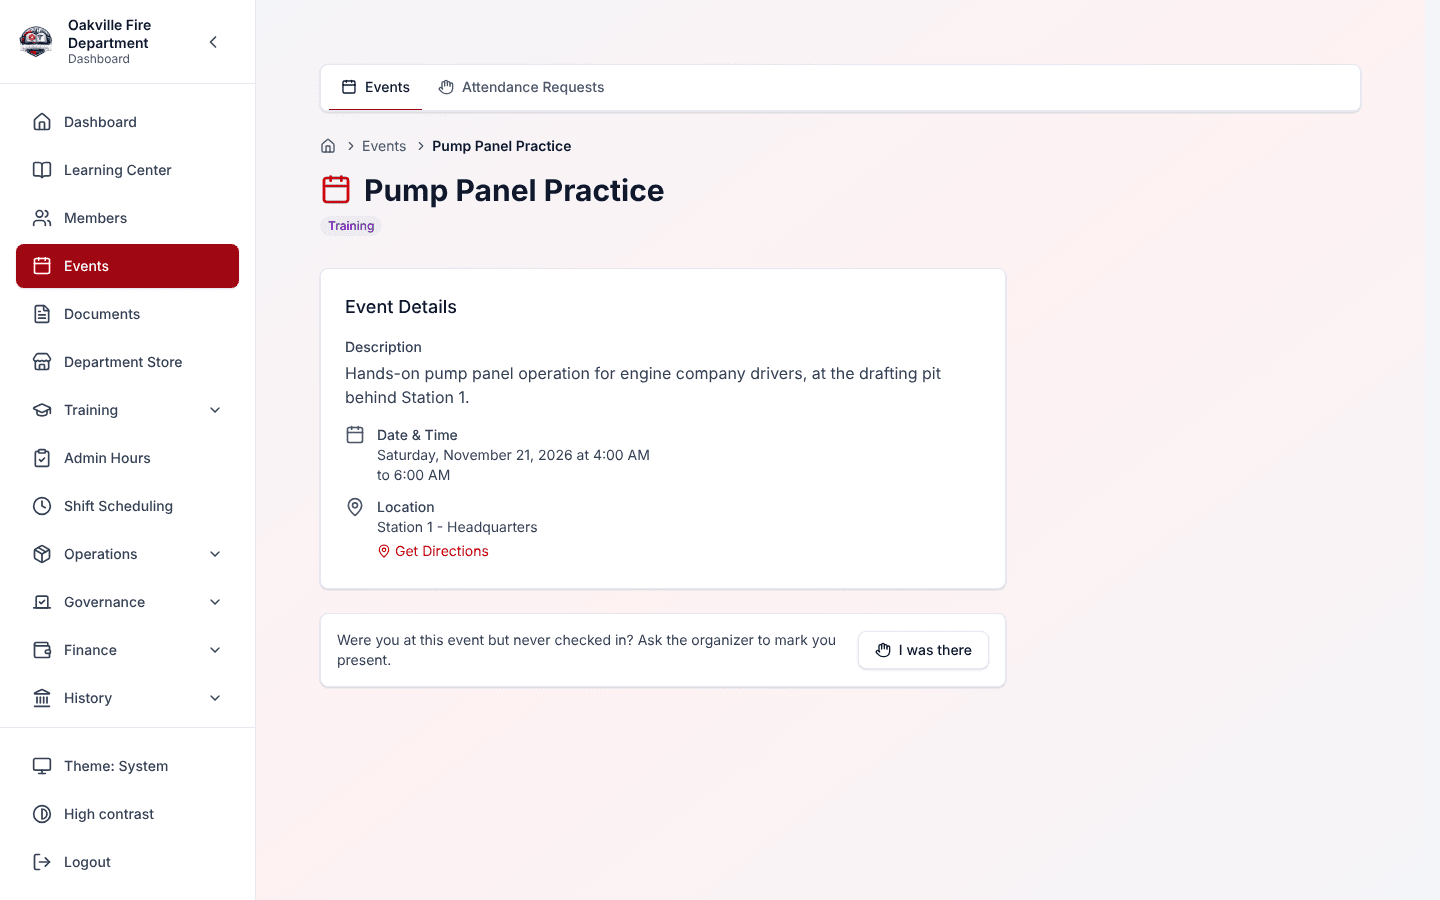 Oakville Fire
Department
Dashboard
Dashboard
Learning Center
Members
Events
Documents
Department Store
Training
Admin Hours
Shift Scheduling
Operations
Governance
Finance
History
Theme: System
High contrast
Logout
Events
Attendance Requests
Events
Pump Panel Practice
Pump Panel Practice
Training
Event Details
Description
Hands-on pump panel operation for engine company drivers, at the drafting pit
behind Station 1.
Date & Time
Saturday, November 21, 2026 at 4:00 AM
to 6:00 AM
Location
Station 1 - Headquarters
Get Directions
Were you at this event but never checked in? Ask the organizer to mark you
present.
I was there